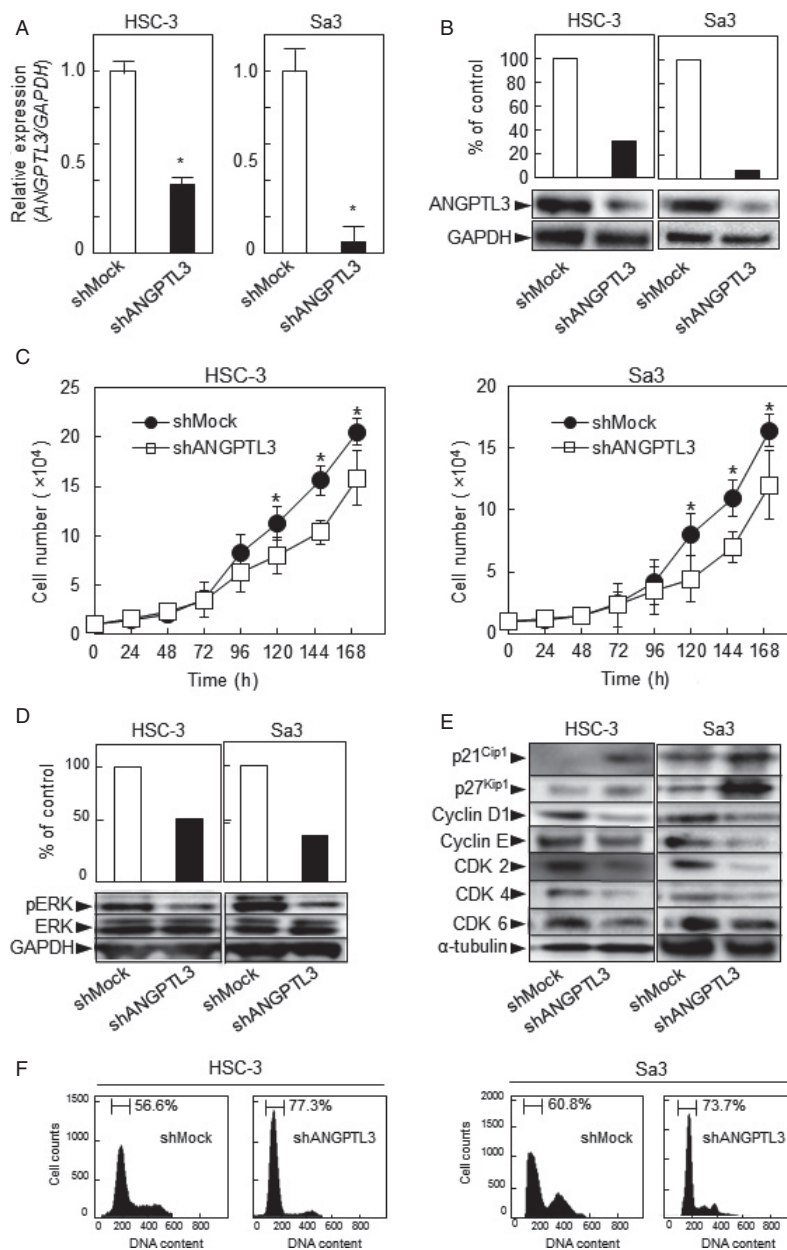 A
HSC-3
Sa3
Relative expression
(ANGPTL3/GAPDH)
1.0
0.5
0
1.0
0.5
0
*
*
shMock
shANGPTL3
shMock
shANGPTL3
B
HSC-3
Sa3
% of control
100
80
60
40
20
0
ANGPTL3
GAPDH
shMock
shANGPTL3
shMock
shANGPTL3
C
HSC-3
Cell number ( ×10⁴)
25
20
15
10
5
0
shMock
shANGPTL3
* * * *
0 24 48 72 96 120 144 168
Time (h)
Sa3
Cell number ( ×10⁴)
20
15
10
5
0
shMock
shANGPTL3
* * *
0 24 48 72 96 120 144 168
Time (h)
D
HSC-3
Sa3
% of control
100
50
0
pERK
ERK
GAPDH
shMock
shANGPTL3
shMock
shANGPTL3
E
HSC-3
Sa3
p21Cip1
p27Kip1
Cyclin D1
Cyclin E
CDK 2
CDK 4
CDK 6
α-tubulin
shMock
shANGPTL3
shMock
shANGPTL3
F
HSC-3
Cell counts
1500
1000
500
0
56.6%
shMock
0 200 400 600 800
DNA content
77.3%
shANGPTL3
0 200 400 600 800
DNA content
Sa3
Cell counts
2000
1500
1000
500
0
60.8%
shMock
0 200 400 600 800
DNA content
73.7%
shANGPTL3
0 200 400 600 800
DNA content